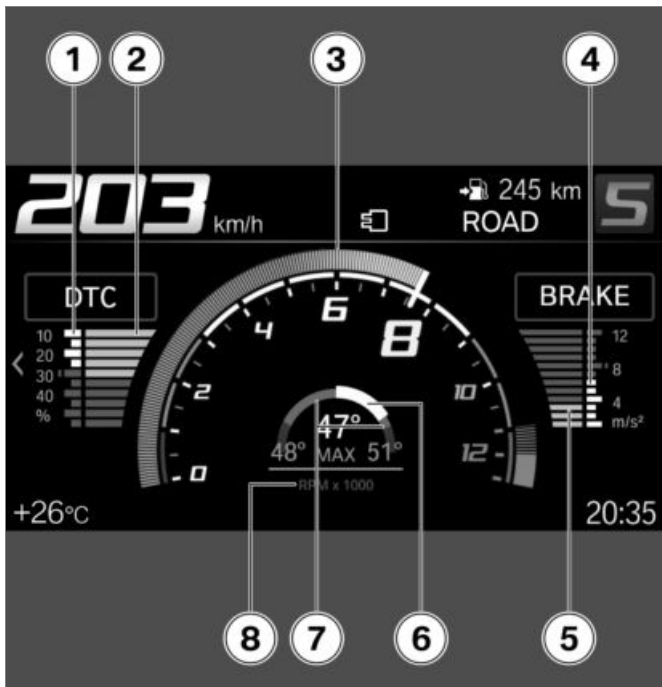 1 2 3 4
203 km/h
245 km
ROAD
S
DTC
BRAKE
10
20
30
40
%
0 2 4 6 8 10 12
12
8
4
m/s²
47°
48° MAX 51°
RPM x 1000
+26°C
20:35
8 7 6 5